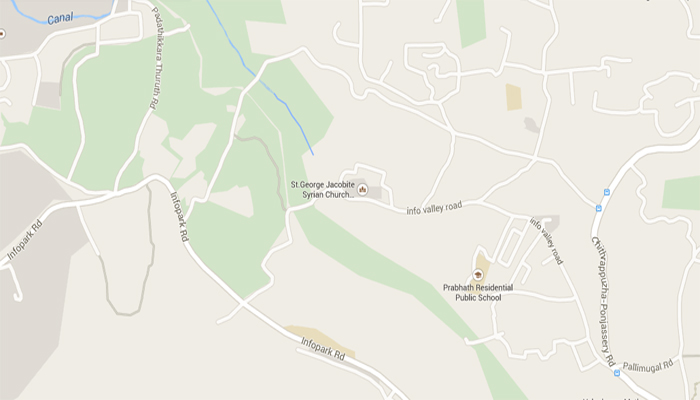 Canal
Padathikkara Thuruth Rd
St.George Jacobite
Syrian Church...
info valley road
Infopark Rd
Infopark Rd
info valley road
Prabhath Residential
Public School
Chittyappuzha-Ponjassery Rd
Infopark Rd
Pallimugal Rd